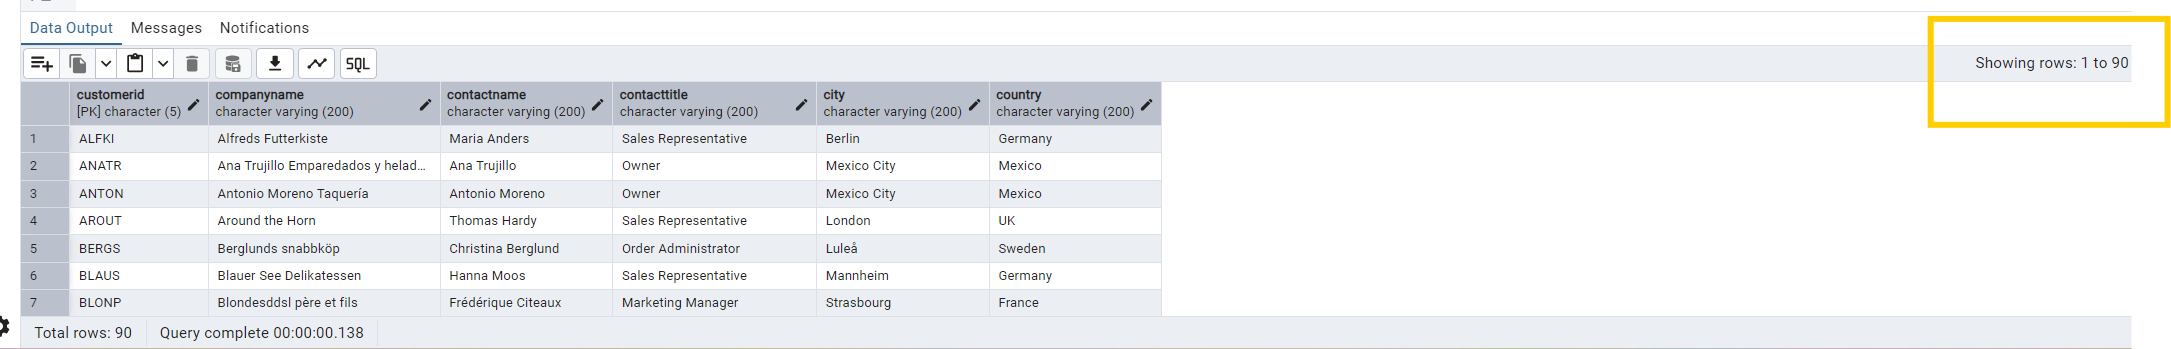 Data Output Messages Notifications
SQL Showing rows: 1 to 90
customerid companyname contactname contacttitle city country
[PK] character (5) character varying (200) character varying (200) character varying (200) character varying (200) character varying (200)
1 ALFKI Alfreds Futterkiste Maria Anders Sales Representative Berlin Germany
2 ANATR Ana Trujillo Emparedados y helad... Ana Trujillo Owner Mexico City Mexico
3 ANTON Antonio Moreno Taquería Antonio Moreno Owner Mexico City Mexico
4 AROUT Around the Horn Thomas Hardy Sales Representative London UK
5 BERGS Berglunds snabbköp Christina Berglund Order Administrator Luleå Sweden
6 BLAUS Blauer See Delikatessen Hanna Moos Sales Representative Mannheim Germany
7 BLONP Blondesddsl père et fils Frédérique Citeaux Marketing Manager Strasbourg France
Total rows: 90 Query complete 00:00:00.138